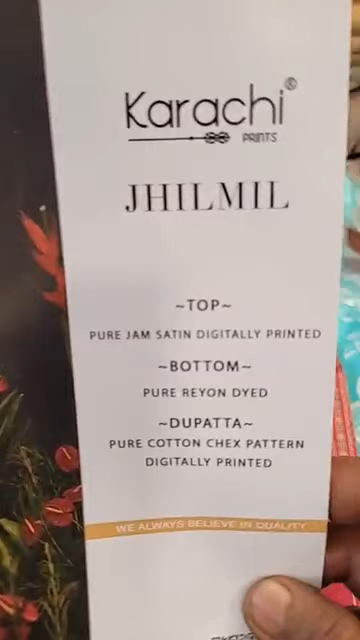 Karachi®
PRINTS
JHILMIL
~TOP~
PURE JAM SATIN DIGITALLY PRINTED
~BOTTOM~
PURE REYON DYED
~DUPATTA~
PURE COTTON CHEX PATTERN
DIGITALLY PRINTED
WE ALWAYS BELIEVE IN QUALITY